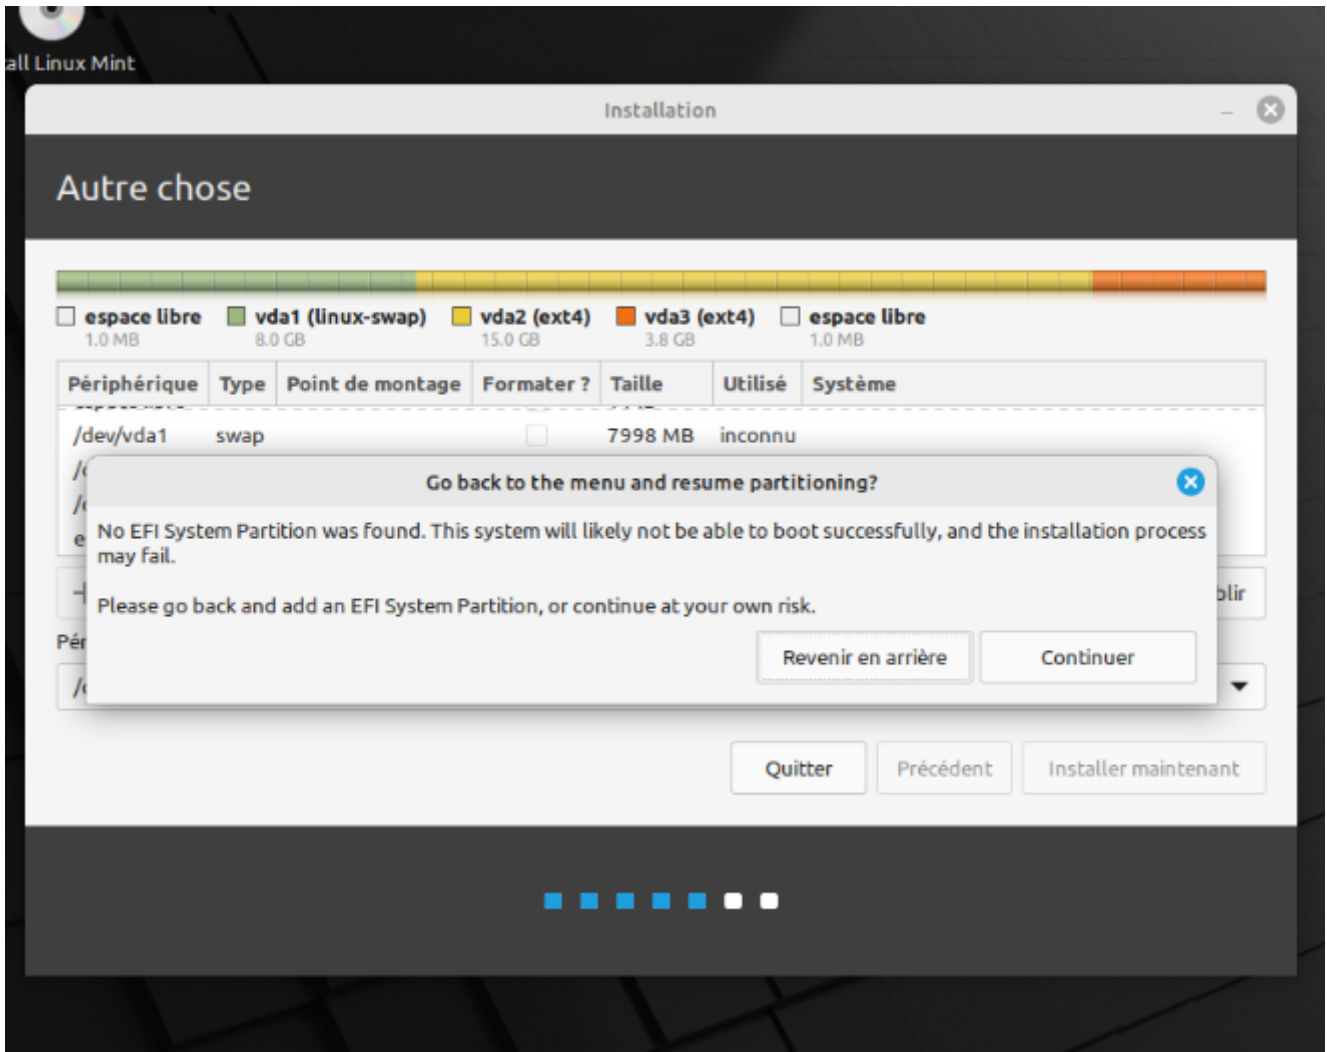 all Linux Mint
Installation
Autre chose
espace libre vda1 (linux-swap) vda2 (ext4) vda3 (ext4) espace libre
1.0 MB 8.0 GB 15.0 GB 3.8 GB 1.0 MB
Périphérique Type Point de montage Formater ? Taille Utilisé Système
/dev/vda1 swap 7998 MB inconnu
Go back to the menu and resume partitioning?
No EFI System Partition was found. This system will likely not be able to boot successfully, and the installation process
may fail.
Please go back and add an EFI System Partition, or continue at your own risk.
Revenir en arrière Continuer
Quitter Précédent Installer maintenant